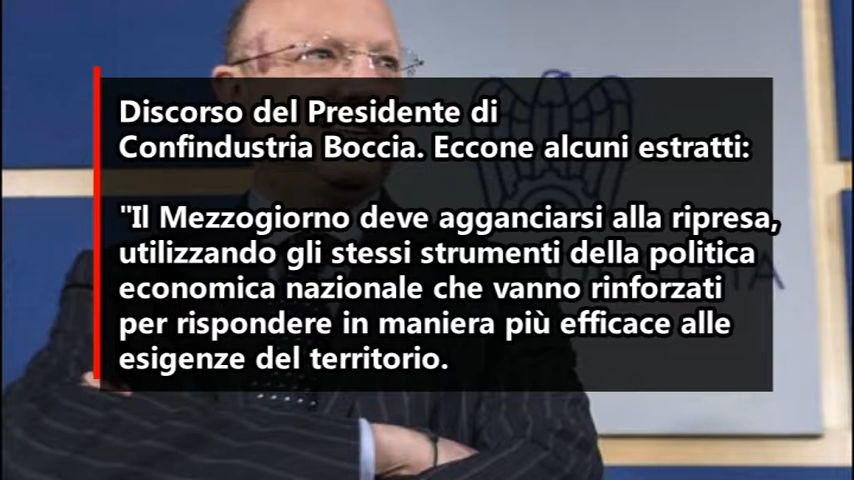 Discorso del Presidente di
Confindustria Boccia. Eccone alcuni estratti:
"Il Mezzogiorno deve agganciarsi alla ripresa,
utilizzando gli stessi strumenti della politica
economica nazionale che vanno rinforzati
per rispondere in maniera più efficace alle
esigenze del territorio.